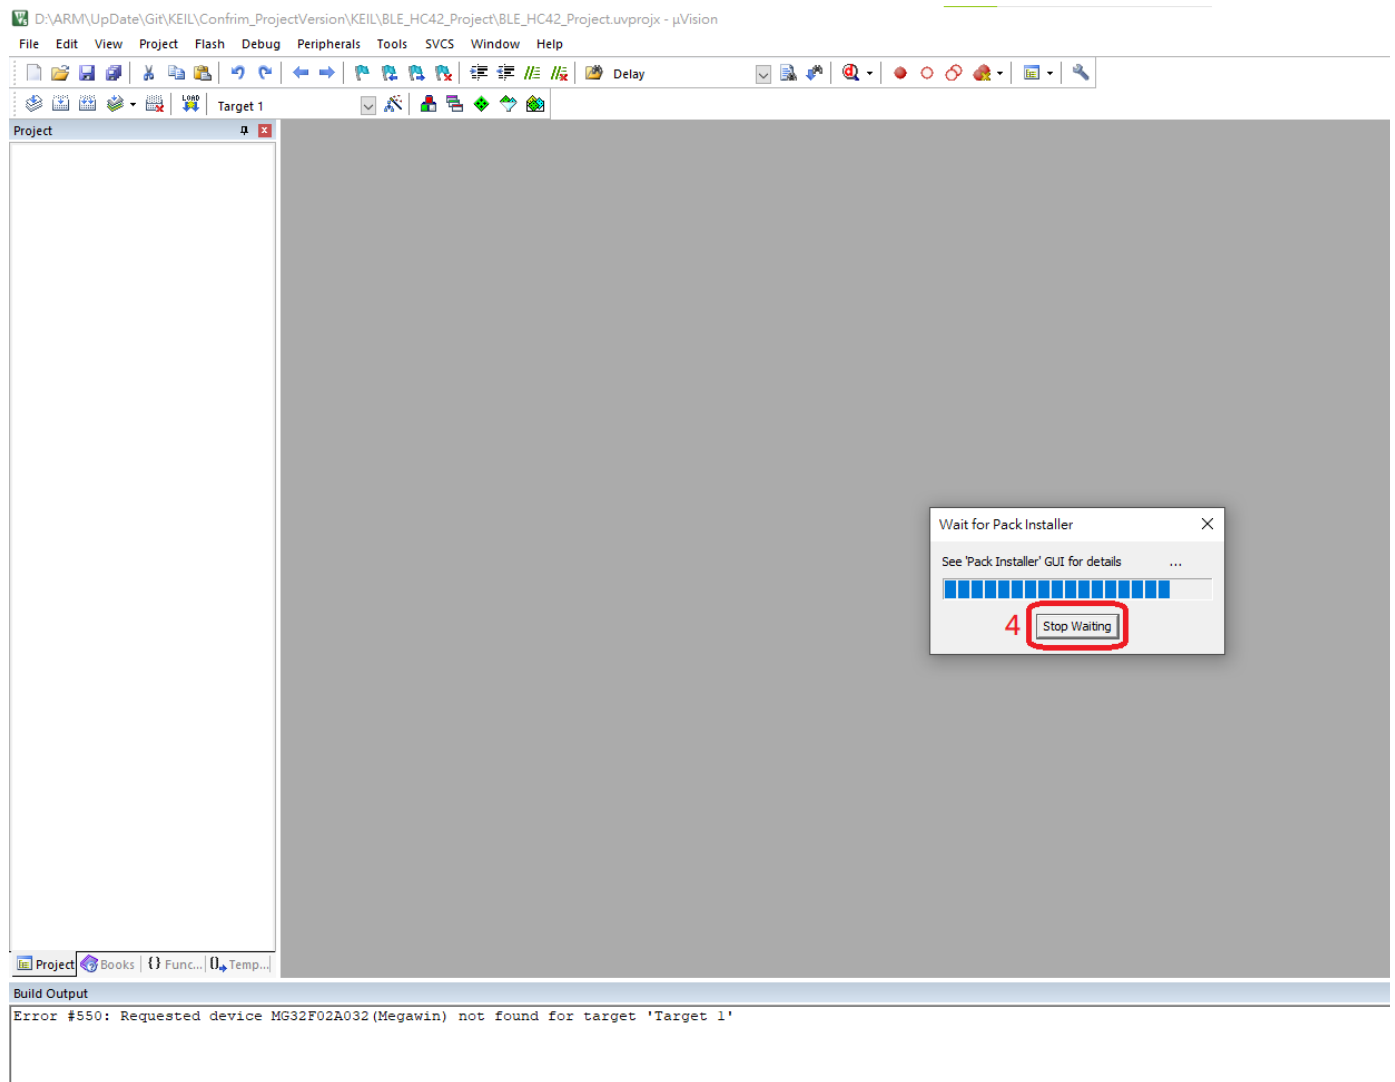 D:\ARM\UpDate\Git\KEIL\Confrim_ProjectVersion\KEIL\BLE_HC42_Project\BLE_HC42_Project.uvprojx - µVision
File Edit View Project Flash Debug Peripherals Tools SVCS Window Help
Delay
LOAD Target 1
Project
Wait for Pack Installer
See 'Pack Installer' GUI for details ...
4 Stop Waiting
Project Books {} Func... Temp...
Build Output
Error #550: Requested device MG32F02A032(Megawin) not found for target 'Target 1'